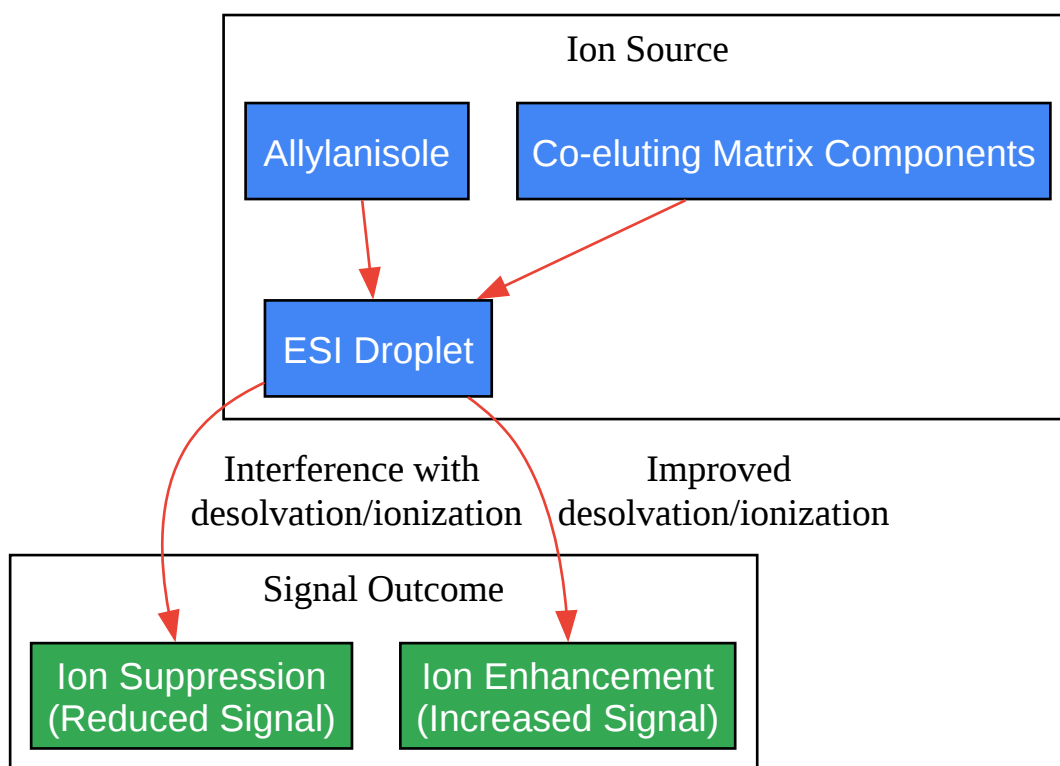 Ion Source
Allylanisole
Co-eluting Matrix Components
ESI Droplet
Interference with
desolvation/ionization
Improved
desolvation/ionization
Signal Outcome
Ion Suppression
(Reduced Signal)
Ion Enhancement
(Increased Signal)